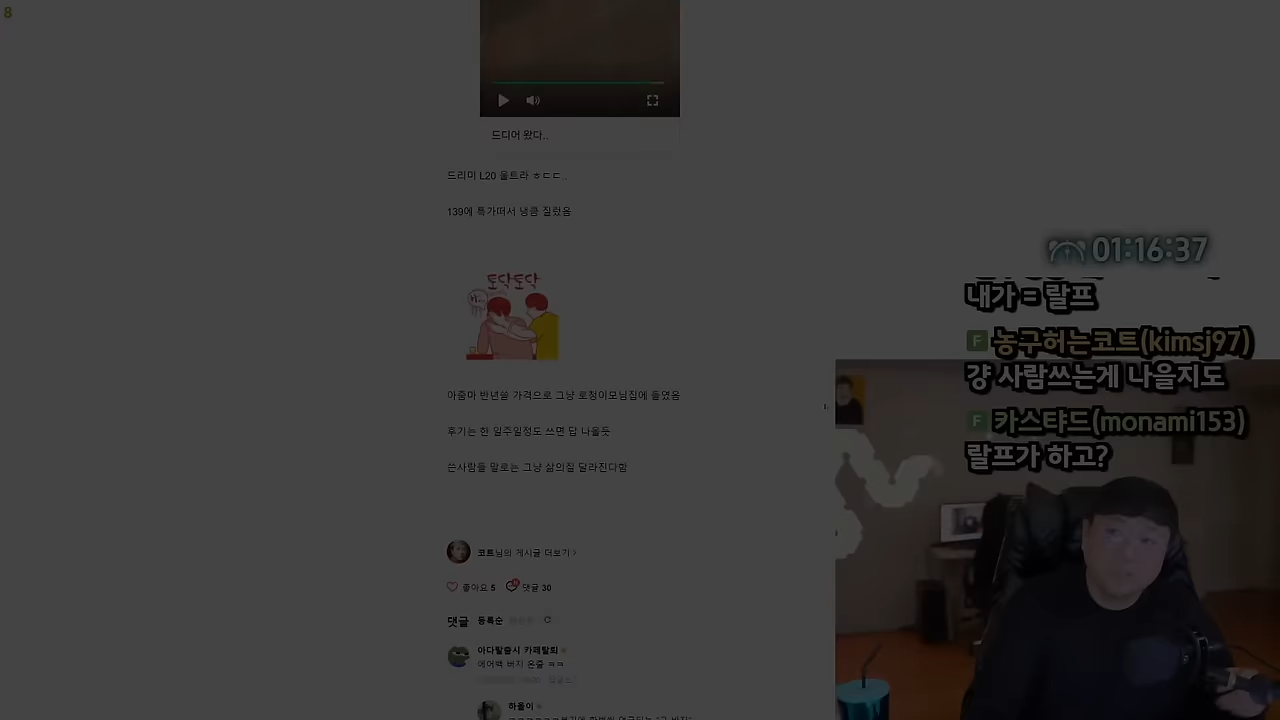 8
드디어 왔다..
드리미 L20 울트라 ㅎㄷㄷ..
139에 특가떠서 냉큼 질렀음
토닥토닥
아줌마 반년쓸 가격으로 그냥 로청이모님집에 들였음
후기는 한 일주일정도 쓰면 답 나올듯
쓴사람들 말로는 그냥 삶의질 달라진다함
코트님의 게시글 더보기 >
좋아요 5 댓글 30
댓글 등록순
아다탈출시 카페탈퇴
에어백 버지 온줄 ㅋㅋ
하올이
01:16:37
내가 = 랄프
F 농구허는코트(kimsj97)
걍 사람쓰는게 나을지도
F 카스탸드(monami153)
랄프가 하고?